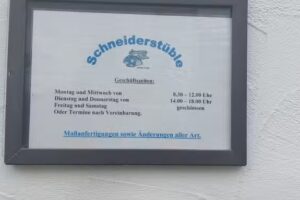 Schneiderstüble
Geschäftszeiten:
Montag und Mittwoch von 8.30 – 12.00 Uhr
Dienstag und Donnerstag von 14.00 – 18.00 Uhr
Freitag und Samstag geschlossen
Oder Termine nach Vereinbarung.
Maßanfertigungen sowie Änderungen aller Art.